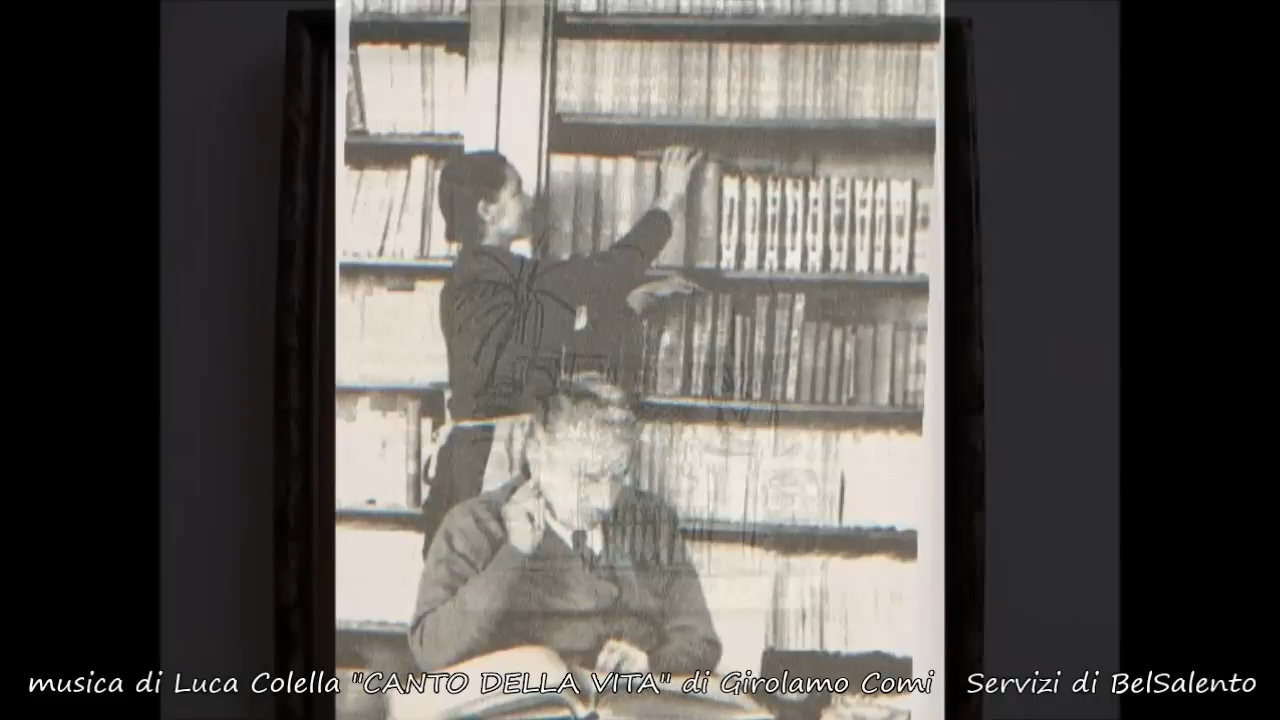 musica di Luca Colella "CANTO DELLA VITA" di Girolamo Comi Servizi di BelSalento